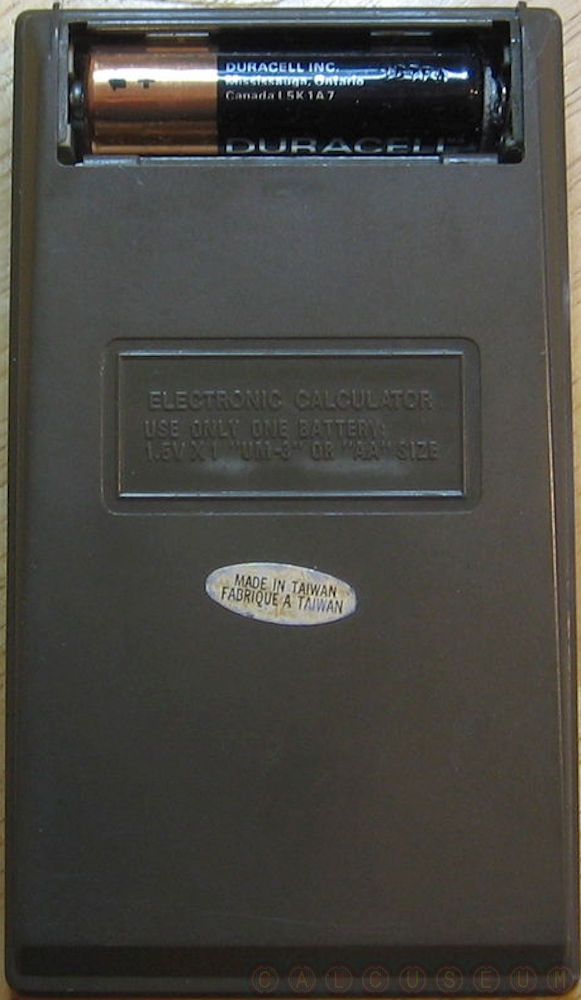 DURACELL INC.
Mississauga, Ontario
Canada L5K 1A7
DURACELL
ELECTRONIC CALCULATOR
USE ONLY ONE BATTERY:
1.5V X 1 "UM-3" OR "AA" SIZE
MADE IN TAIWAN
FABRIQUE A TAIWAN
CALCUSEUM